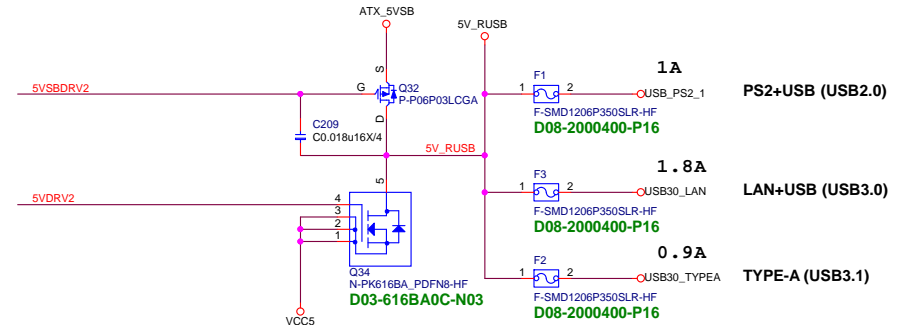 ATX_5VSB
5V_RUSB
1A
F1
5VSBDRV2
G
S
D
Q32
P-P06P03LCGA
1
2
USB_PS2_1
PS2+USB (USB2.0)
F-SMD1206P350SLR-HF
D08-2000400-P16
C209
C0.018u16X/4
5V_RUSB
1.8A
F3
1
2
USB30_LAN
LAN+USB (USB3.0)
F-SMD1206P350SLR-HF
D08-2000400-P16
5VDRV2
5
4
3
2
1
0.9A
F2
1
2
USB30_TYPEA
TYPE-A (USB3.1)
F-SMD1206P350SLR-HF
D08-2000400-P16
Q34
N-PK616BA_PDFN8-HF
D03-616BA0C-N03
VCC5